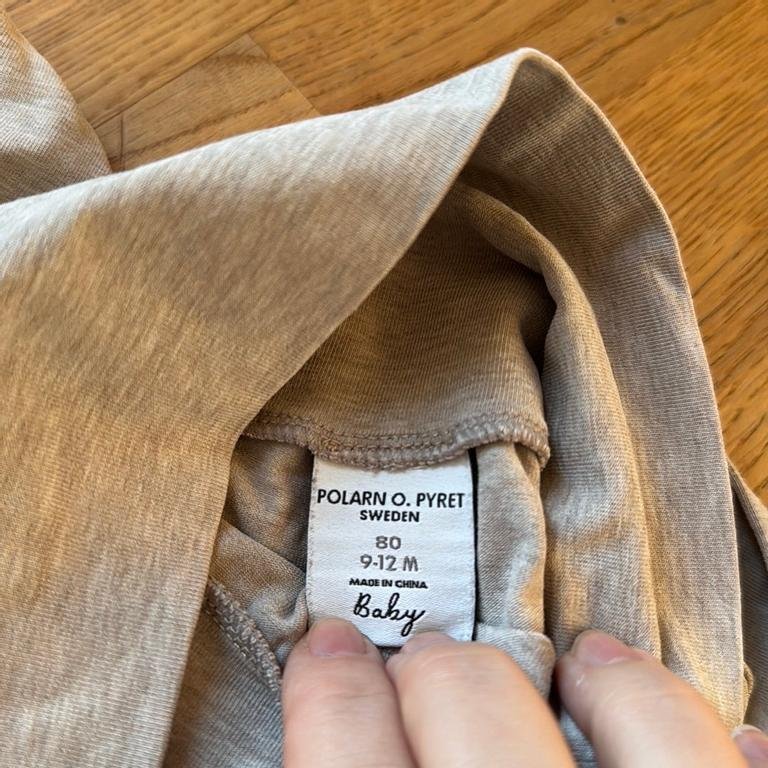 POLARN O. PYRET
SWEDEN
80
9-12 M
MADE IN CHINA
Baby